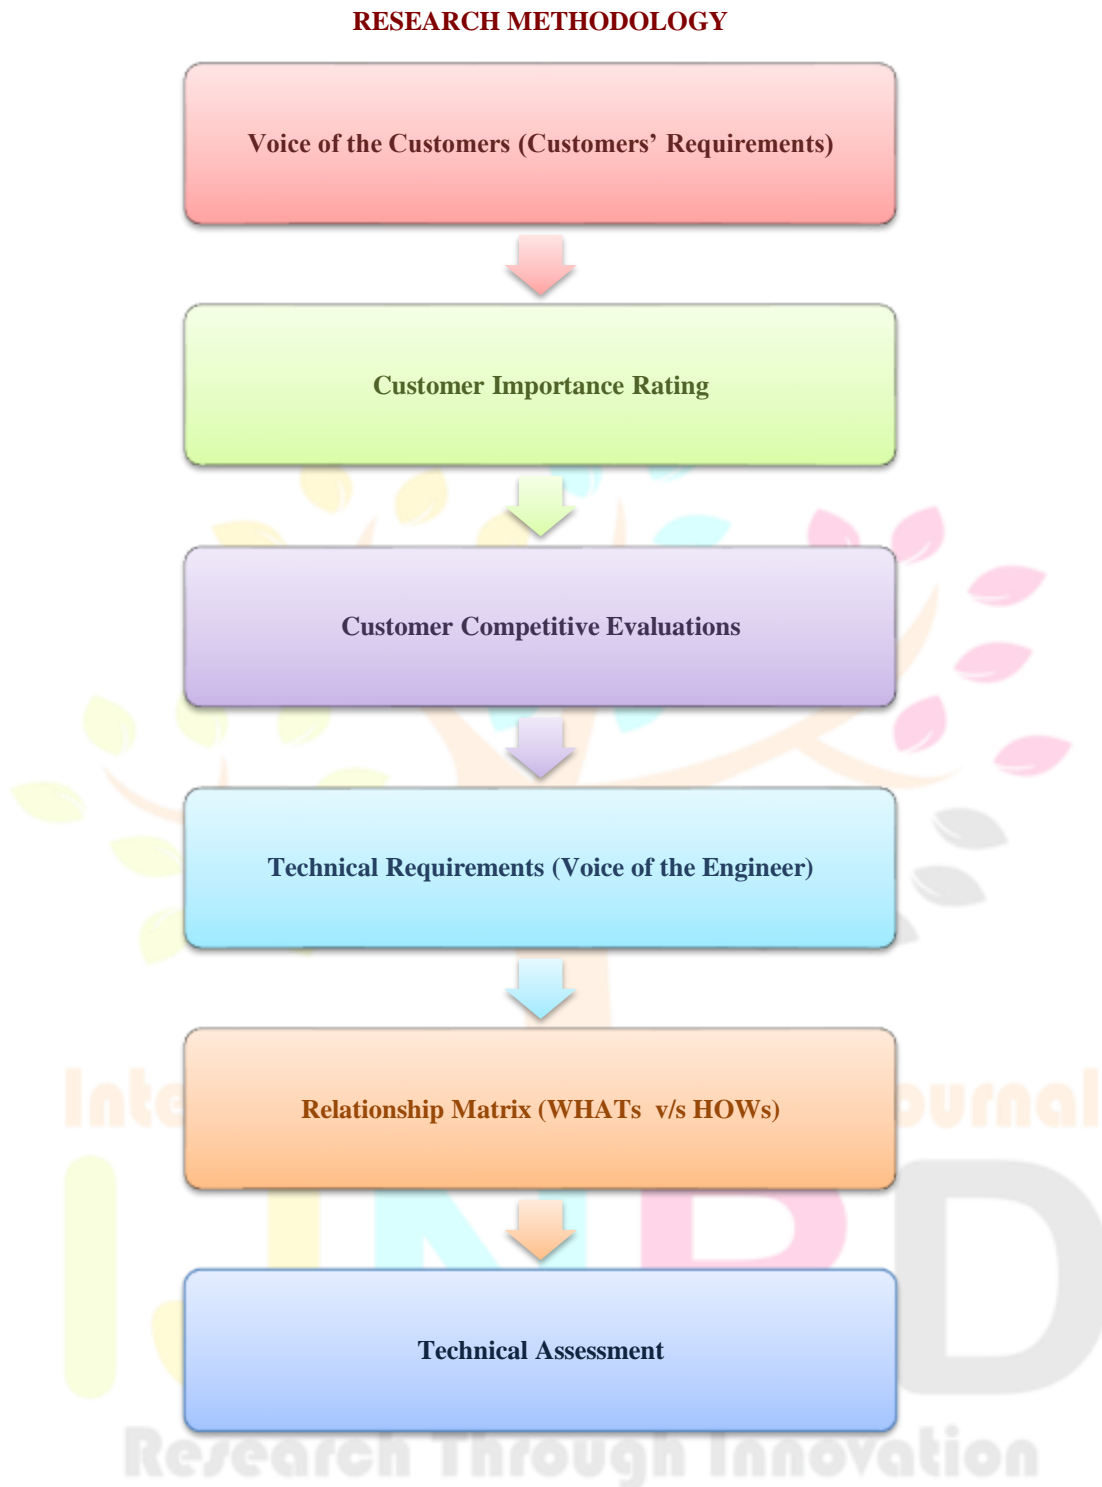 RESEARCH METHODOLOGY
Voice of the Customers (Customers’ Requirements)
Customer Importance Rating
Customer Competitive Evaluations
Technical Requirements (Voice of the Engineer)
Relationship Matrix (WHATs v/s HOWs)
Technical Assessment
Research Through Innovation